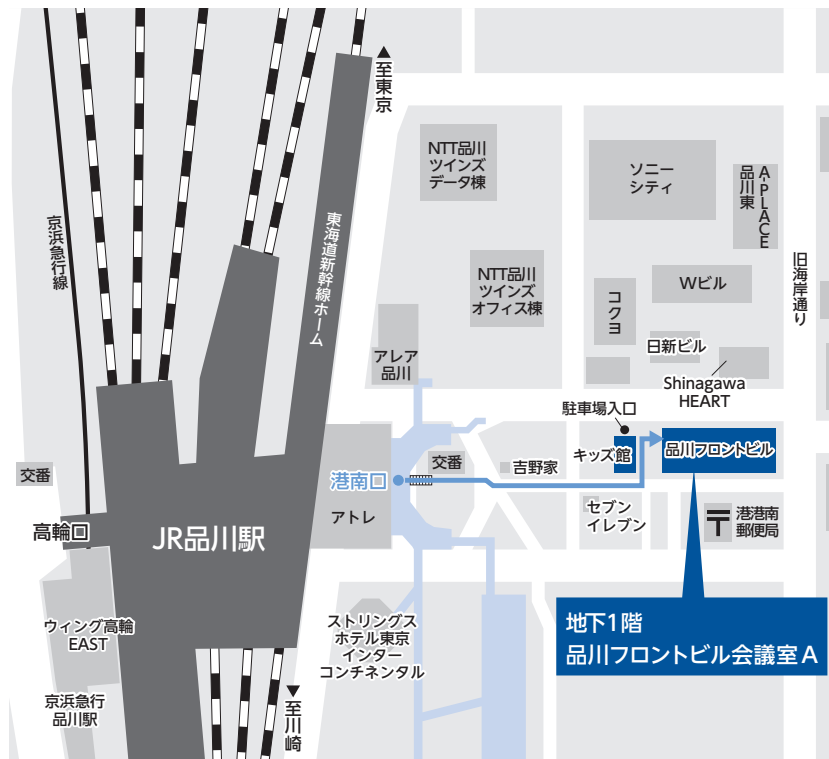 ▲至東京
NTT品川
ツインズ
データ棟
ソニー
シティ
A-PLACE
品川東
京浜急行線
東海道新幹線ホーム
NTT品川
ツインズ
オフィス棟
Wビル
旧海岸通り
コクヨ
日新ビル
アレア
品川
Shinagawa
HEART
駐車場入口
交番
港南口
交番
吉野家
キッズ館
品川フロントビル
アトレ
セブン
イレブン
〒
港港南
郵便局
高輪口
JR品川駅
ウィング高輪
EAST
ストリングス
ホテル東京
インター
コンチネンタル
地下1階
品川フロントビル会議室A
京浜急行
品川駅
▼至川崎